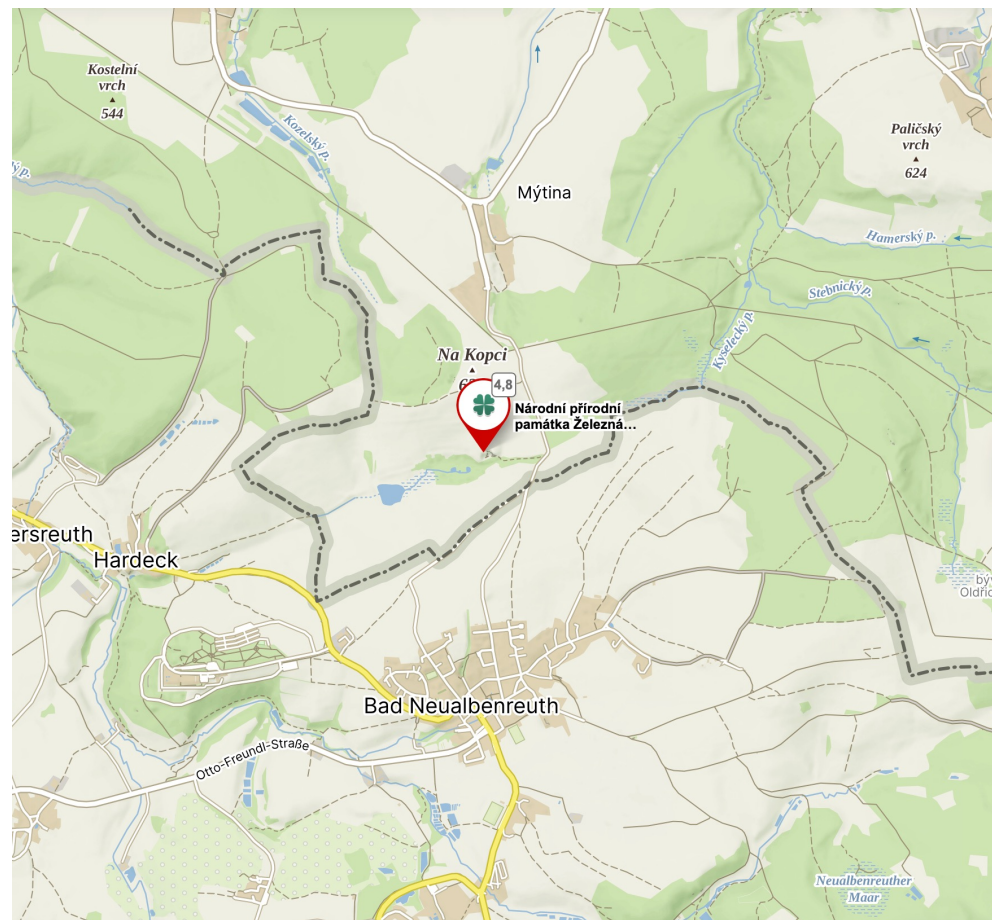 Kostelní
vrch
544
Kozelský p.
Paličský
vrch
624
Mýtina
Hamerský p.
Stebnický p.
Kyselecký p.
Na Kopci
4,8
Národní přírodní
památka Železná...
ersreuth
Hardeck
Oldřic
Bad Neualbenreuth
Otto-Freundl-Straße
Neualbenreuther
Maar